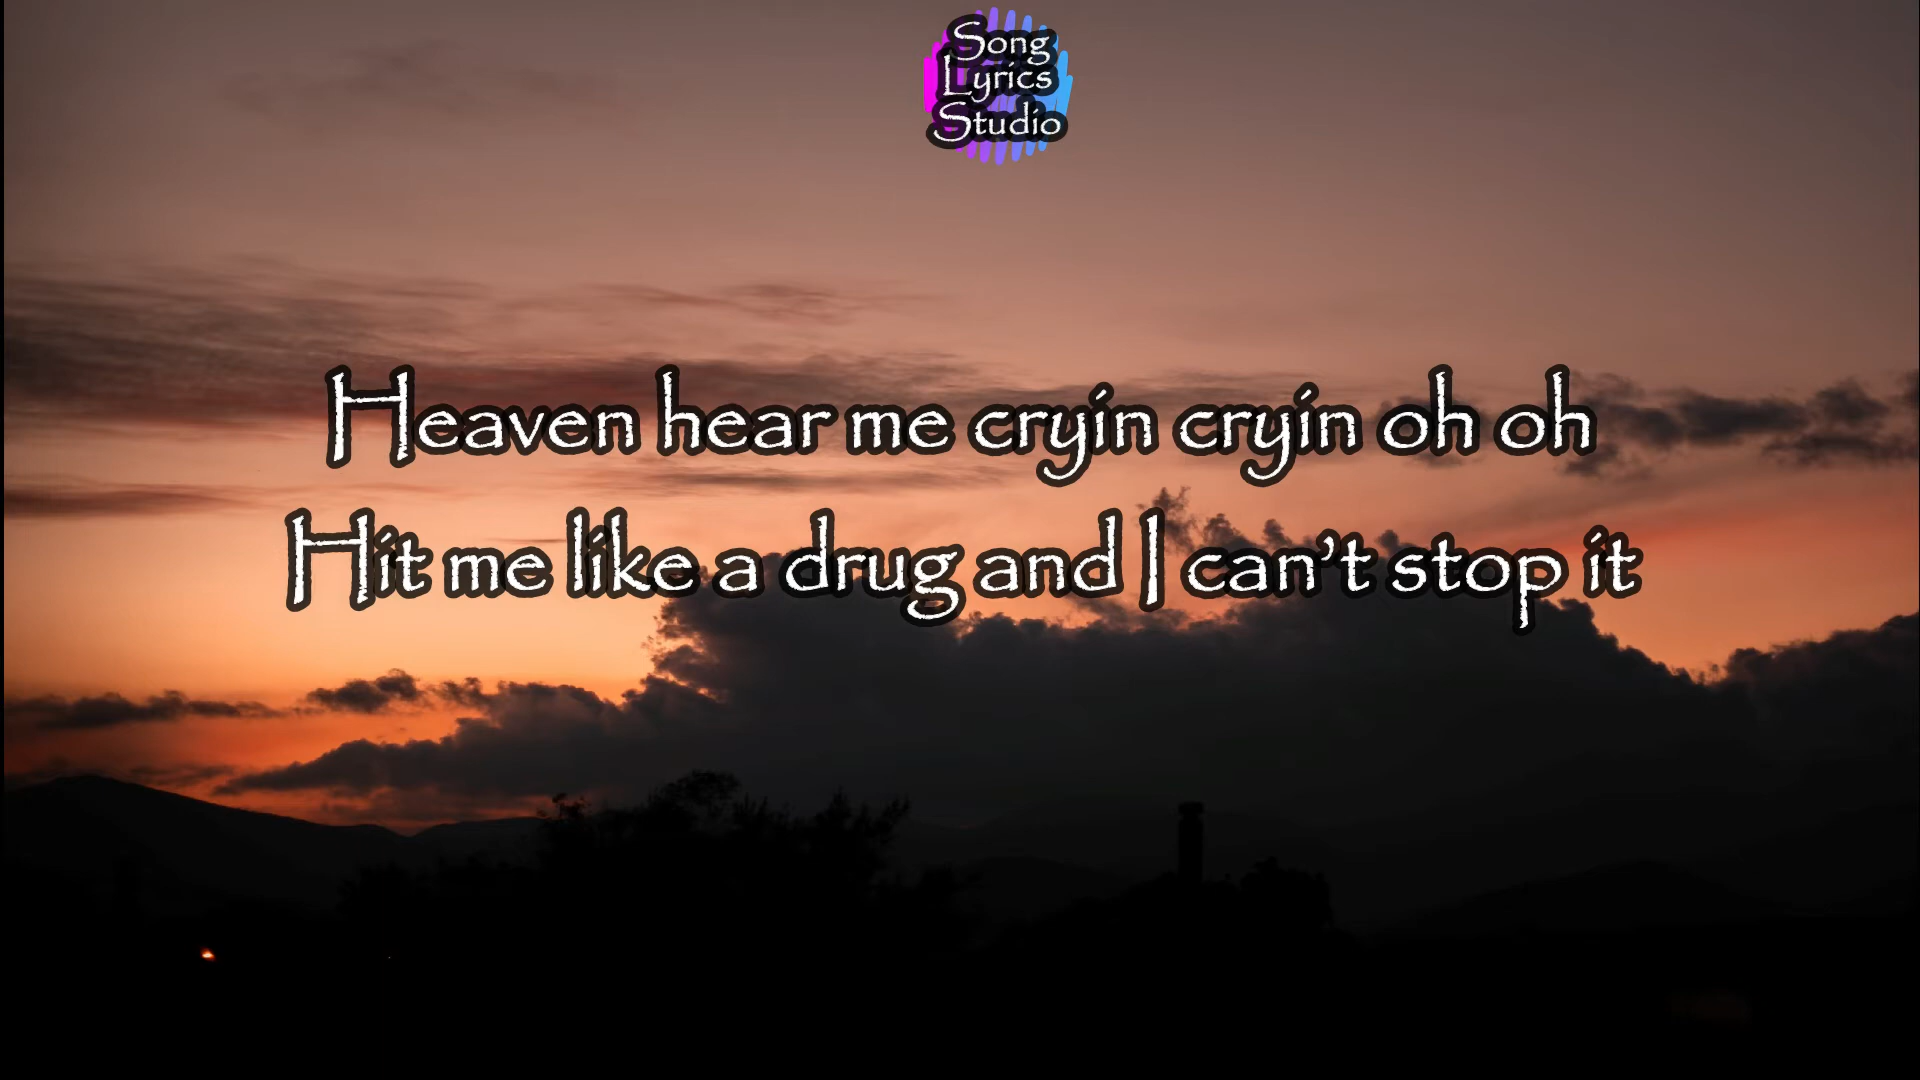 Song
Lyrics
Studio
Heaven hear me cryin cryin oh oh
Hit me like a drug and I can't stop it